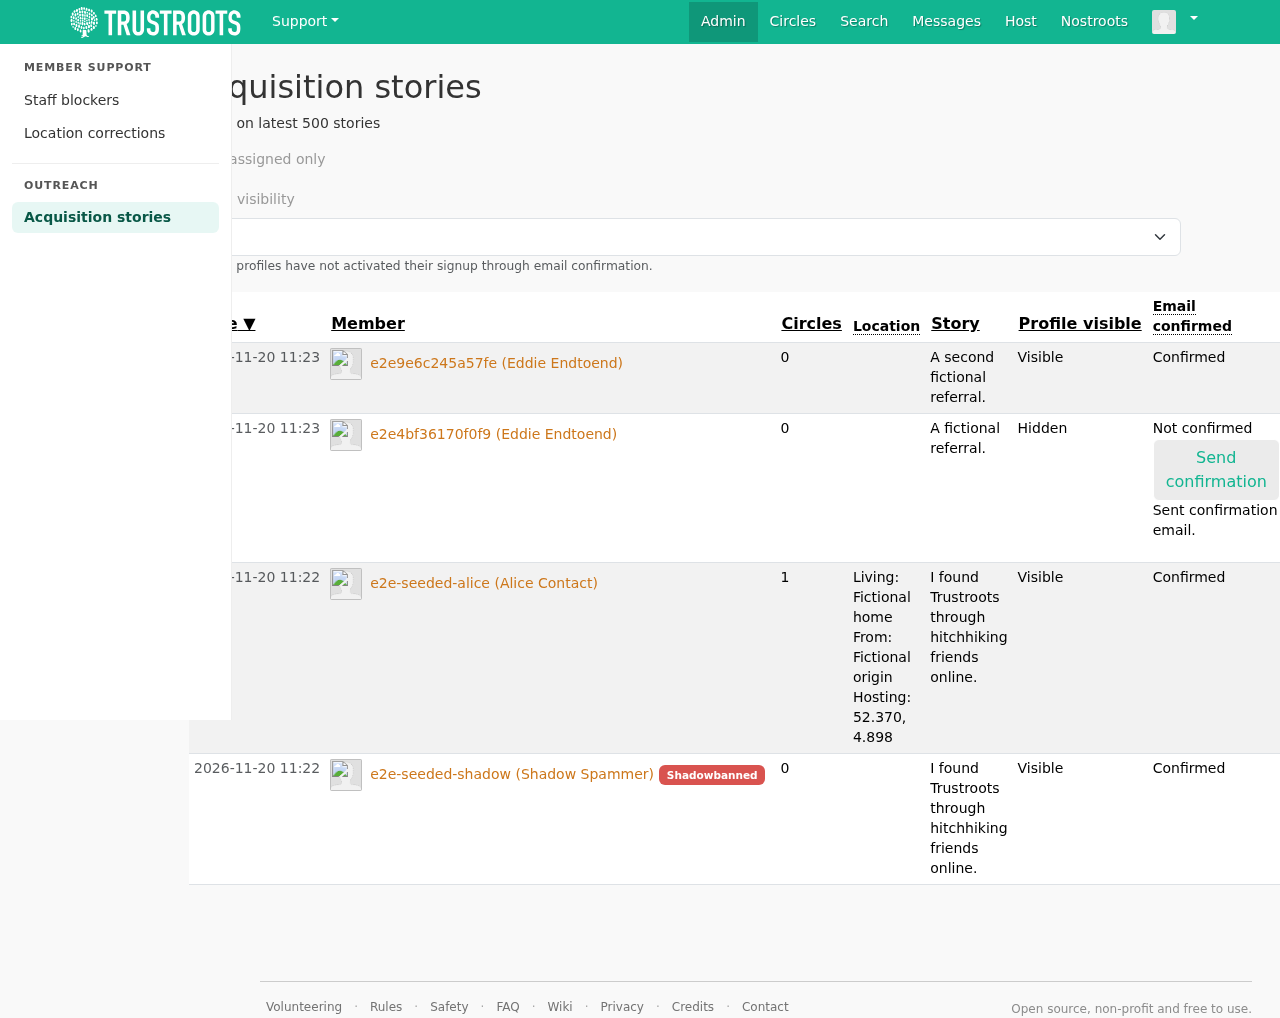 TRUSTROOTS Support Admin Circles Search Messages Host Nostroots
MEMBER SUPPORT
Staff blockers
Location corrections
OUTREACH
Acquisition stories
quisition stories
on latest 500 stories
assigned only
visibility
profiles have not activated their signup through email confirmation.
e ▼ Member Circles Location Story Profile visible Email confirmed
-11-20 11:23 e2e9e6c245a57fe (Eddie Endtoend) 0 A second fictional referral. Visible Confirmed
-11-20 11:23 e2e4bf36170f0f9 (Eddie Endtoend) 0 A fictional referral. Hidden Not confirmed
Send confirmation
Sent confirmation email.
-11-20 11:22 e2e-seeded-alice (Alice Contact) 1 Living: Fictional home From: Fictional origin Hosting: 52.370, 4.898 I found Trustroots through hitchhiking friends online. Visible Confirmed
2026-11-20 11:22 e2e-seeded-shadow (Shadow Spammer) Shadowbanned 0 I found Trustroots through hitchhiking friends online. Visible Confirmed
Volunteering · Rules · Safety · FAQ · Wiki · Privacy · Credits · Contact
Open source, non-profit and free to use.